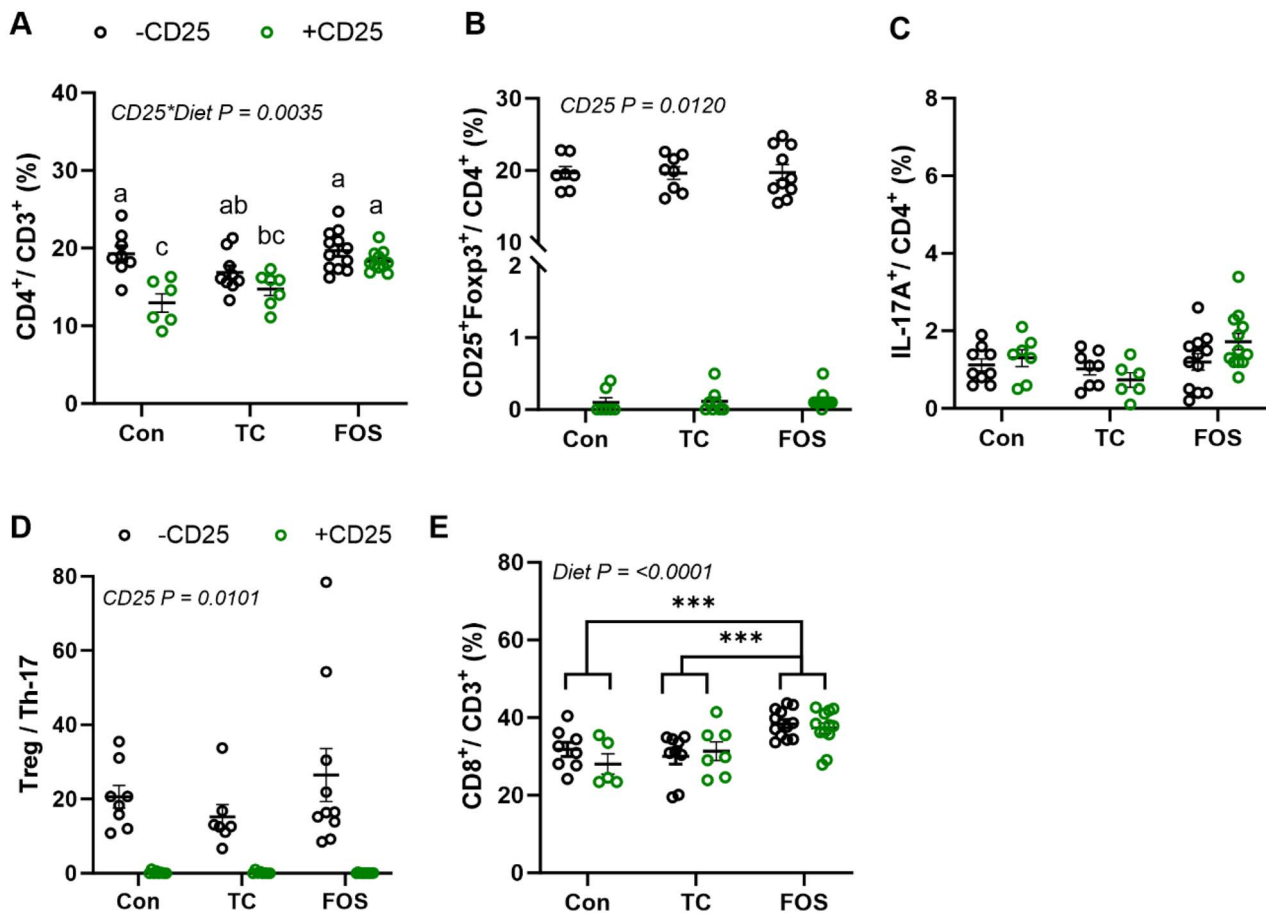 A
-CD25
+CD25
CD25*Diet P = 0.0035
CD4⁺/ CD3⁺ (%)
40
30
20
10
0
a
c
ab
bc
a
a
Con
TC
FOS
B
CD25 P = 0.0120
CD25⁺Foxp3⁺/ CD4⁺ (%)
30
20
10
2
1
0
Con
TC
FOS
C
IL-17A⁺/ CD4⁺ (%)
8
6
4
2
0
Con
TC
FOS
D
-CD25
+CD25
CD25 P = 0.0101
Treg / Th-17
80
60
40
20
0
Con
TC
FOS
E
Diet P = <0.0001
***
***
CD8⁺/ CD3⁺ (%)
80
60
40
20
0
Con
TC
FOS